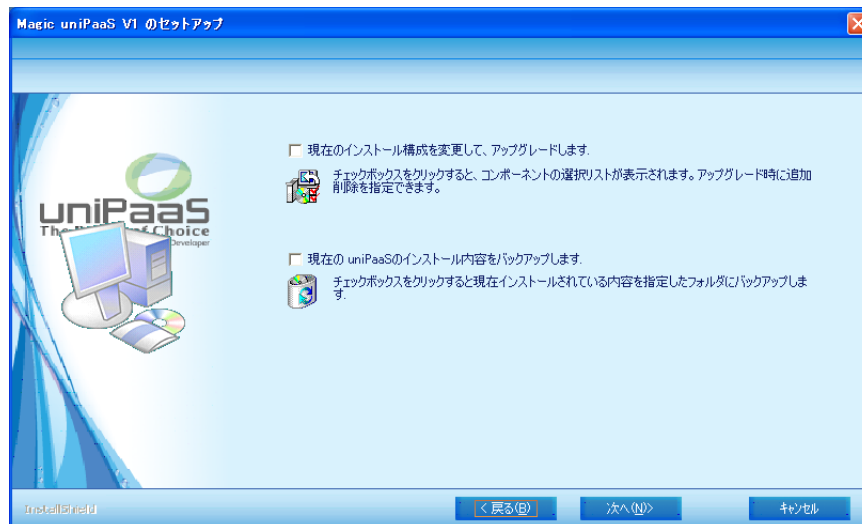 Magic uniPaaS V1 のセットアップ
現在のインストール構成を変更して、アップグレードします.
チェックボックスをクリックすると、コンポーネントの選択リストが表示されます。アップグレード時に追加
削除を指定できます。
uniPaaS
The
of Choice
Developer
現在の uniPaaSのインストール内容をバックアップします.
チェックボックスをクリックすると現在インストールされている内容を指定したフォルダにバックアップしま
す.
InstallShield
< 戻る(B)
次へ(N)>
キャンセル